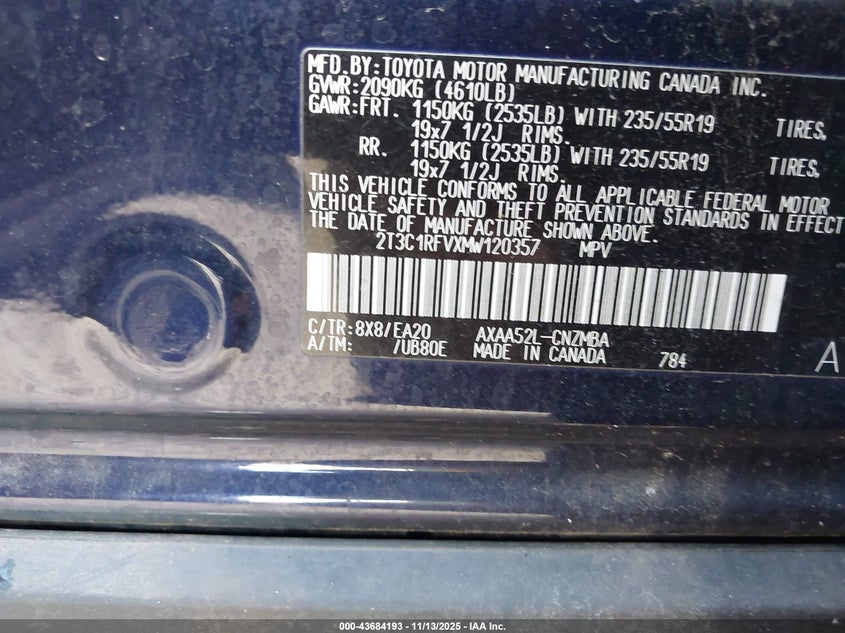 MFD. BY: TOYOTA MOTOR MANUFACTURING CANADA INC.
GVWR: 2090KG (4610LB)
GAWR: FRT. 1150KG (2535LB) WITH 235/55R19 TIRES,
19x7 1/2J RIMS.
RR. 1150KG (2535LB) WITH 235/55R19 TIRES,
19x7 1/2J RIMS.
THIS VEHICLE CONFORMS TO ALL APPLICABLE FEDERAL MOTOR
VEHICLE SAFETY AND THEFT PREVENTION STANDARDS IN EFFECT
THE DATE OF MANUFACTURE SHOWN ABOVE.
2T3C1RFVXMW120357 MPV
C/TR: 8X8/EA20 AXAA52L-CNZMBA
A/TM: /UB80E MADE IN CANADA 784 A
000-43684193 - 11/13/2025 - IAA Inc.